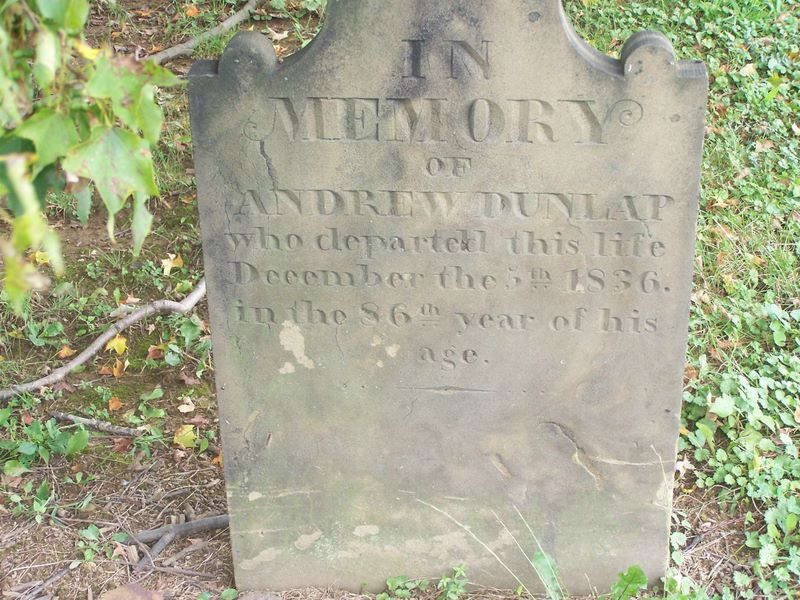 IN
MEMORY
OF
ANDREW DUNLAP
who departed this life
December the 5th 1836.
in the 86th year of his
age.